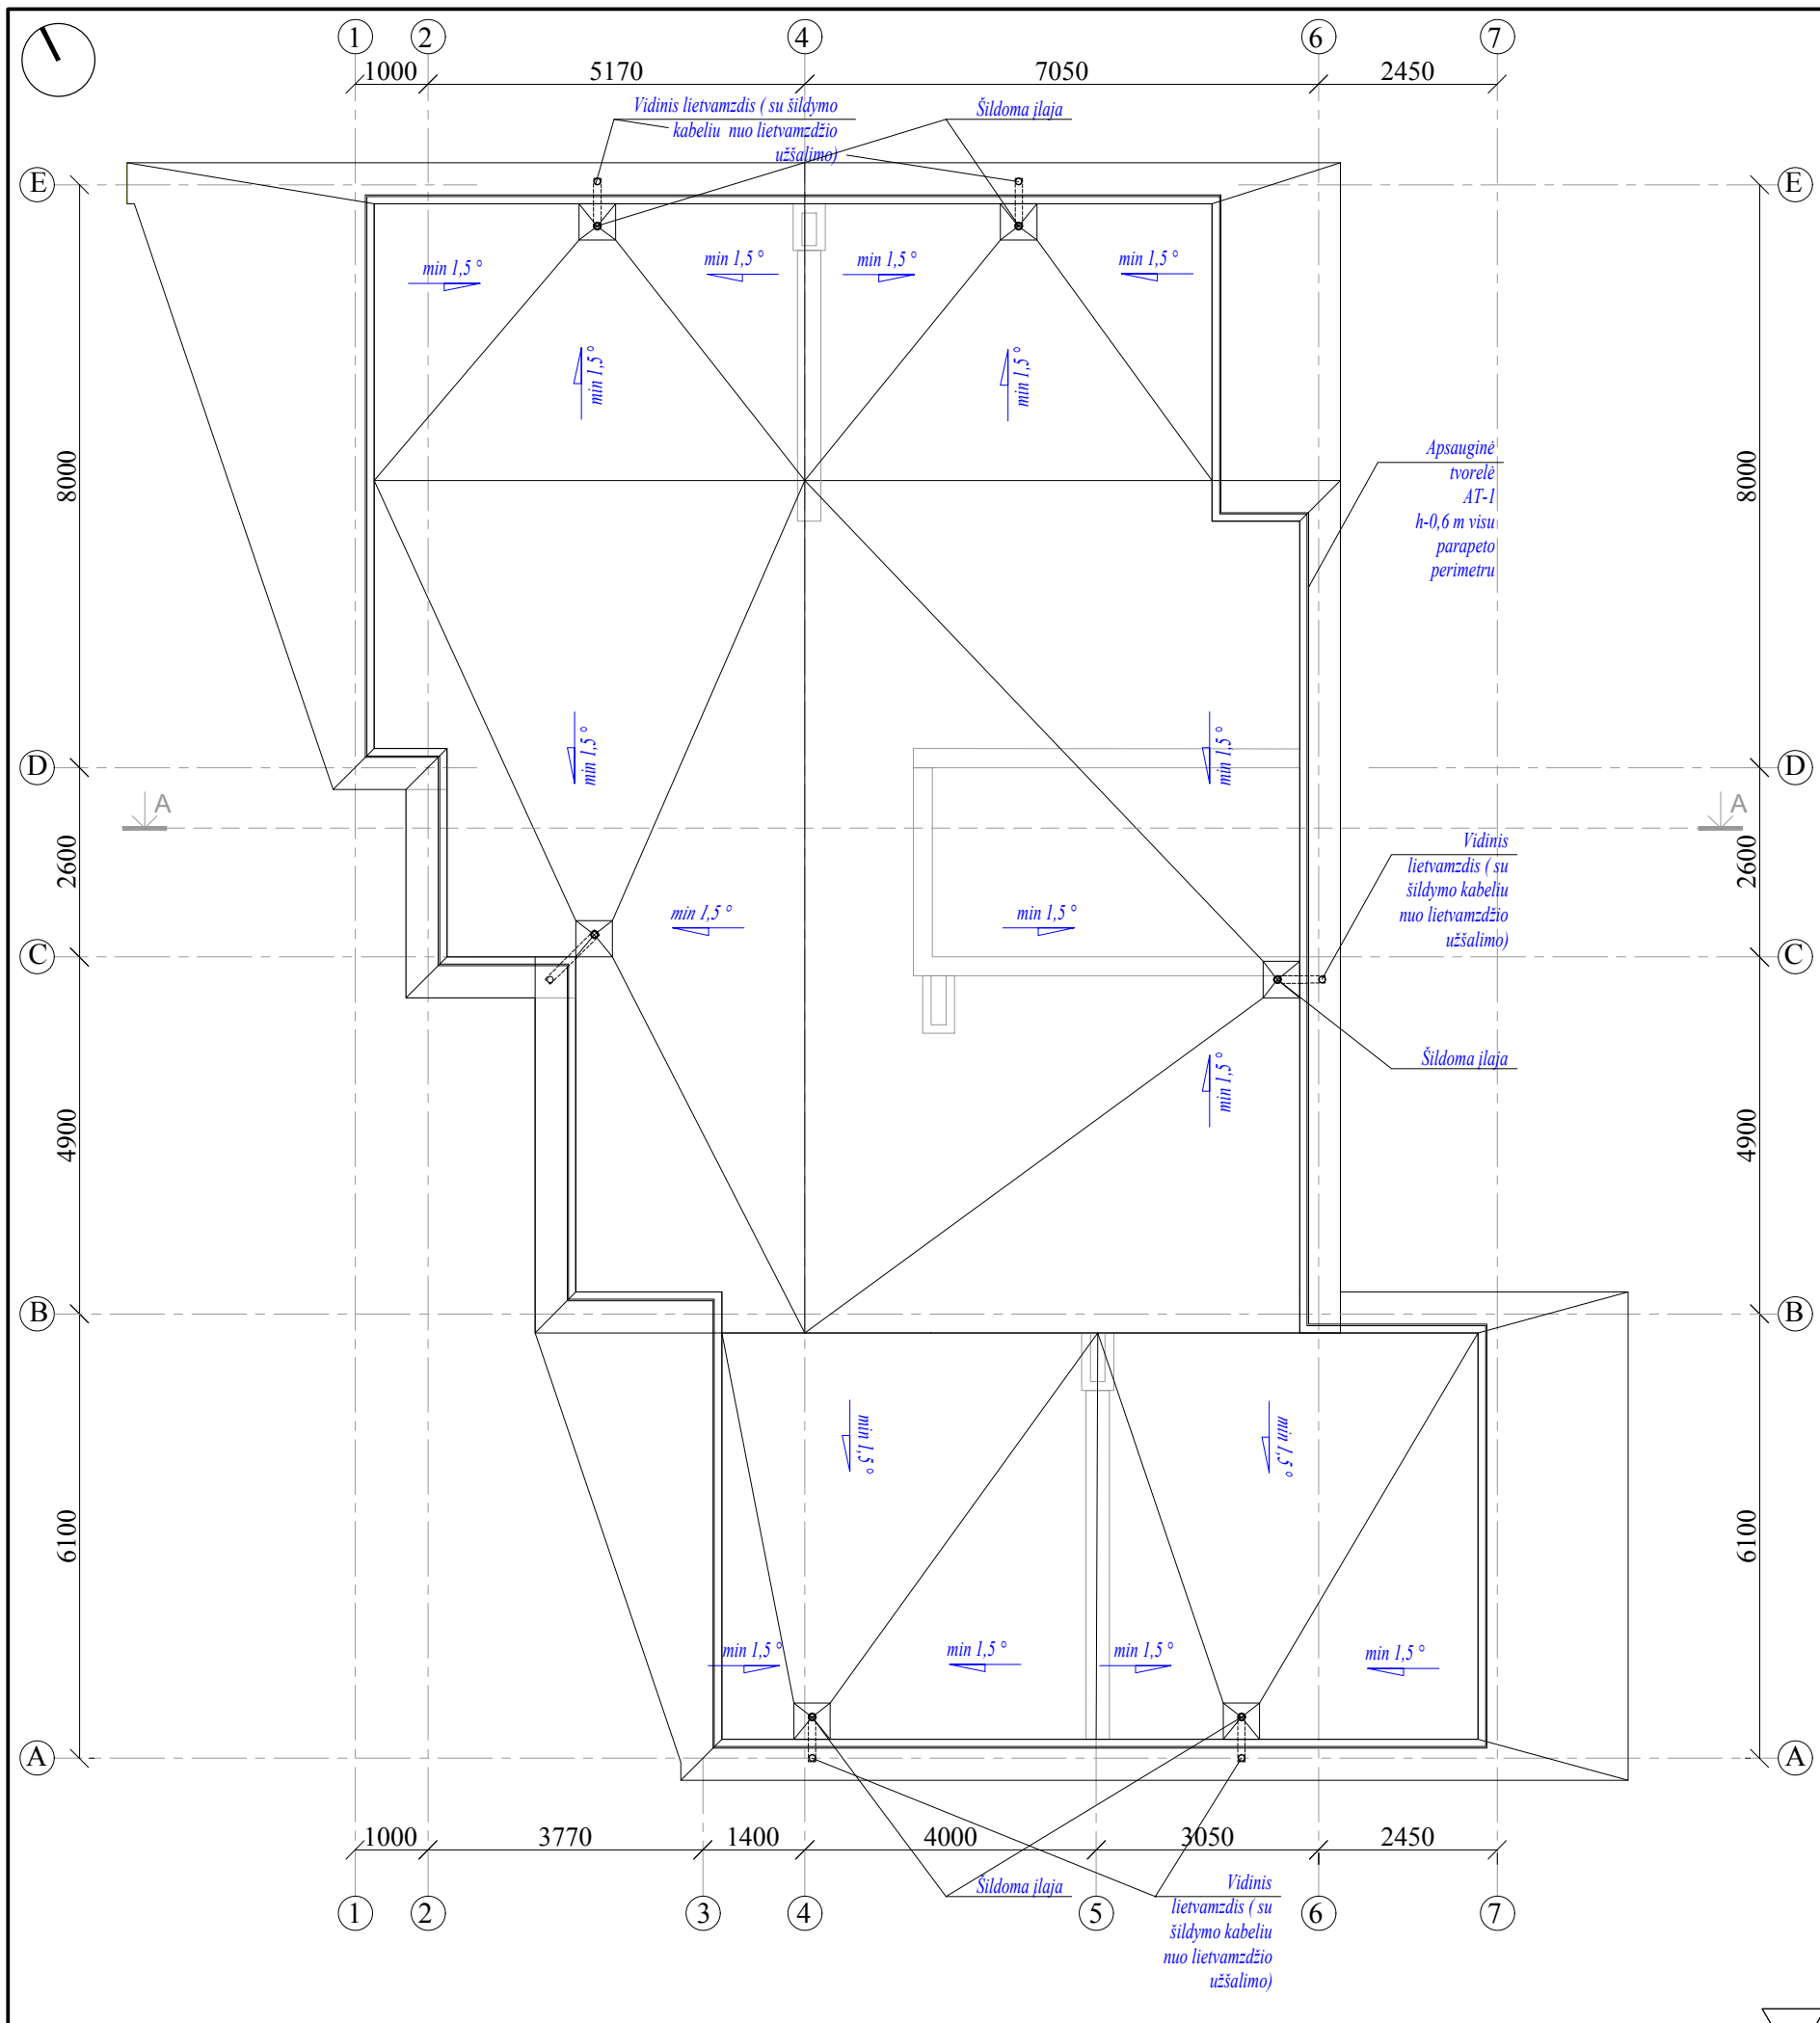 1 2 4 6 7
1000 5170 7050 2450
Vidinis lietvamzdis ( su šildymo
kabeliu nuo lietvamzdžio
užšalimo)
Šildoma įlaja
E E
min 1,5 ° min 1,5 ° min 1,5 ° min 1,5 °
min 1,5 ° min 1,5 °
8000 8000
Apsauginė
tvorelė
AT-1
h-0,6 m visu
parapeto
perimetru
min 1,5 ° min 1,5 °
D D
A A
2600 2600
Vidinis
lietvamzdis ( su
šildymo kabeliu
nuo lietvamzdžio
užšalimo)
min 1,5 ° min 1,5 °
C C
Šildoma įlaja
min 1,5 °
4900 4900
B B
min 1,5 ° min 1,5 °
6100 6100
min 1,5 ° min 1,5 ° min 1,5 ° min 1,5 °
A A
1000 3770 1400 4000 3050 2450
Šildoma įlaja
Vidinis
lietvamzdis ( su
šildymo kabeliu
nuo lietvamzdžio
užšalimo)
1 2 3 4 5 6 7